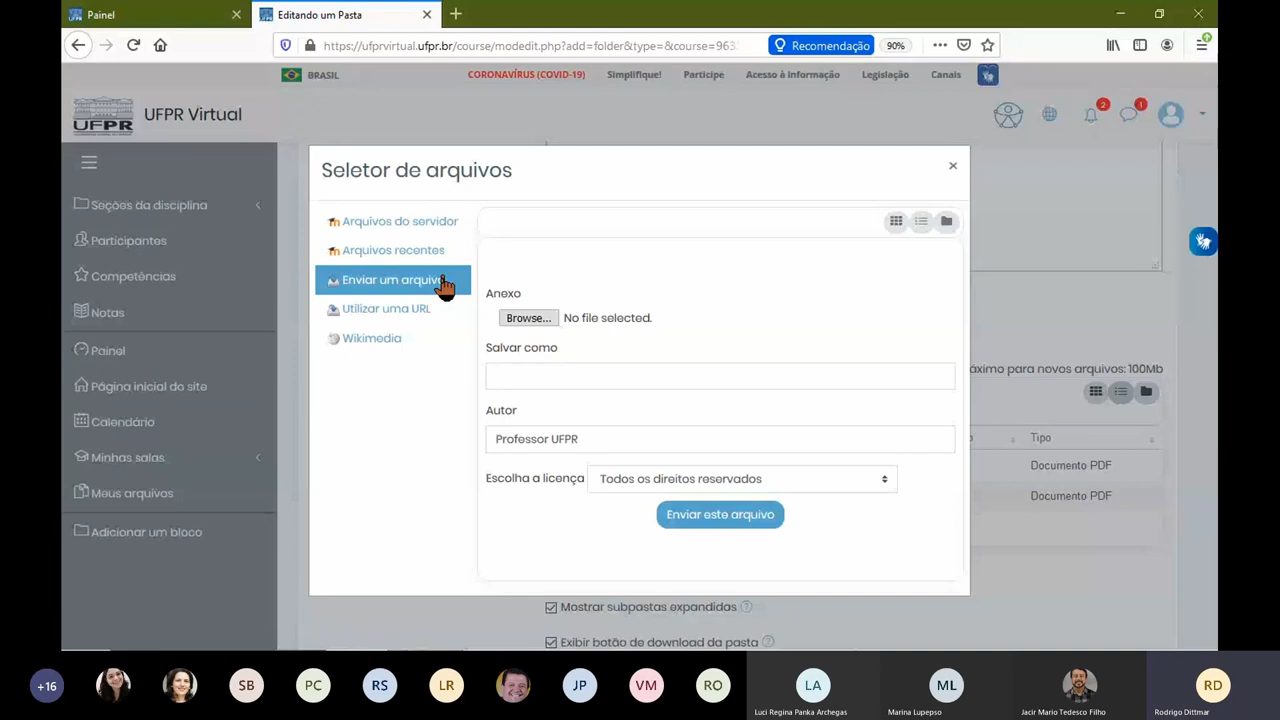 Painel
Editando um Pasta
https://ufprvirtual.ufpr.br/course/modedit.php?add=folder&type=&course=963
Recomendação
90%
BRASIL
CORONAVÍRUS (COVID-19)
Simplifique!
Participe
Acesso à informação
Legislação
Canais
UFPR
UFPR Virtual
2
1
Seções da disciplina
Participantes
Competências
Notas
Painel
Página inicial do site
Calendário
Minhas salas
Meus arquivos
Adicionar um bloco
Seletor de arquivos
Arquivos do servidor
Arquivos recentes
Enviar um arquivo
Utilizar uma URL
Wikimedia
Anexo
Browse... No file selected.
Salvar como
Autor
Professor UFPR
Escolha a licença Todos os direitos reservados
Enviar este arquivo
áximo para novos arquivos: 100Mb
o Tipo
Documento PDF
Documento PDF
Mostrar subpastas expandidas
Exibir botão de download da pasta
+16
SB
PC
RS
LR
JP
VM
RO
LA
ML
RD
Luci Regina Panka Archegas
Marina Lupepso
Jacir Mario Tedesco Filho
Rodrigo Dittmar